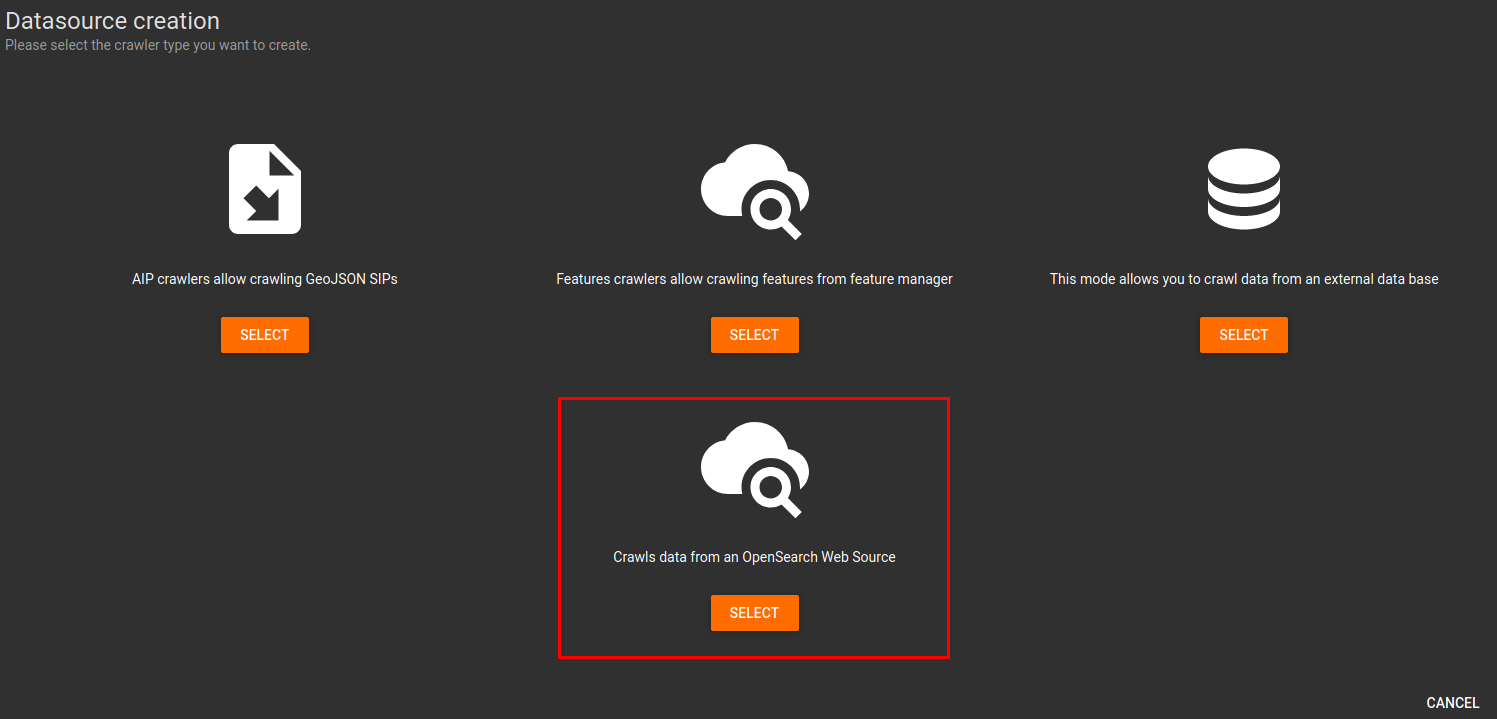 Datasource creation
Please select the crawler type you want to create.
AIP crawlers allow crawling GeoJSON SIPs
SELECT
Features crawlers allow crawling features from feature manager
SELECT
This mode allows you to crawl data from an external data base
SELECT
Crawls data from an OpenSearch Web Source
SELECT
CANCEL